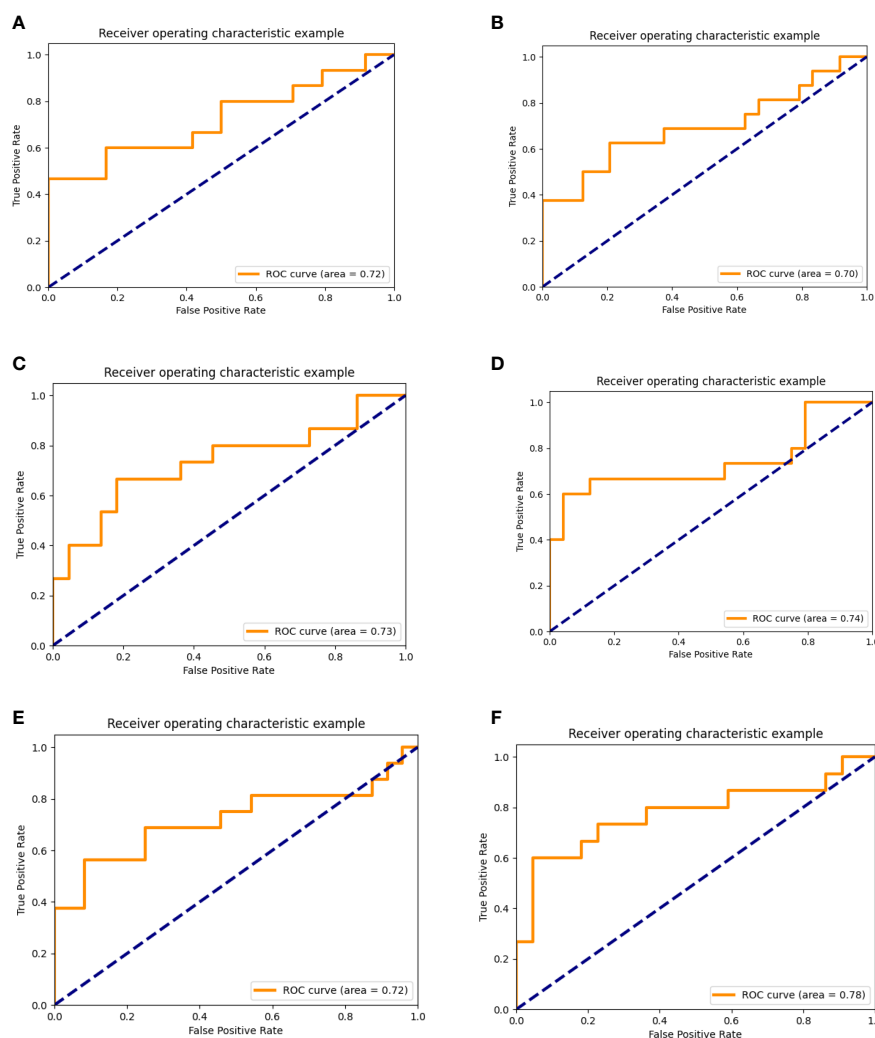 A
Receiver operating characteristic example
1.0
0.8
0.6
0.4
0.2
0.0
True Positive Rate
ROC curve (area = 0.72)
0.0 0.2 0.4 0.6 0.8 1.0
False Positive Rate
B
Receiver operating characteristic example
1.0
0.8
0.6
0.4
0.2
0.0
True Positive Rate
ROC curve (area = 0.70)
0.0 0.2 0.4 0.6 0.8 1.0
False Positive Rate
C
Receiver operating characteristic example
1.0
0.8
0.6
0.4
0.2
0.0
True Positive Rate
ROC curve (area = 0.73)
0.0 0.2 0.4 0.6 0.8 1.0
False Positive Rate
D
Receiver operating characteristic example
1.0
0.8
0.6
0.4
0.2
0.0
True Positive Rate
ROC curve (area = 0.74)
0.0 0.2 0.4 0.6 0.8 1.0
False Positive Rate
E
Receiver operating characteristic example
1.0
0.8
0.6
0.4
0.2
0.0
True Positive Rate
ROC curve (area = 0.72)
0.0 0.2 0.4 0.6 0.8 1.0
False Positive Rate
F
Receiver operating characteristic example
1.0
0.8
0.6
0.4
0.2
0.0
True Positive Rate
ROC curve (area = 0.78)
0.0 0.2 0.4 0.6 0.8 1.0
False Positive Rate